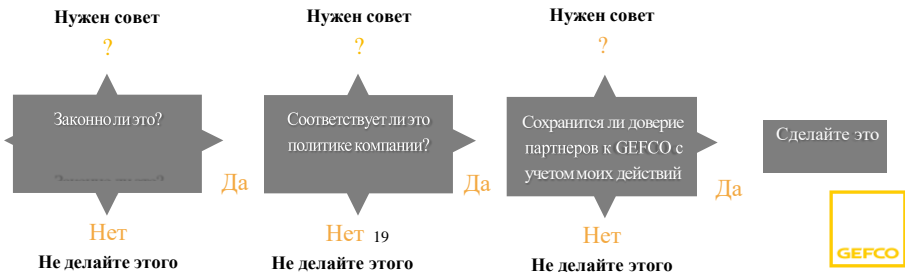 Нужен совет
?
Законно ли это?
Да
Нет
Не делайте этого
Нужен совет
?
Соответствует ли это
политике компании?
Да
Нет
19
Не делайте этого
Нужен совет
?
Сохранится ли доверие
партнеров к GEFCO с
учетом моих действий
Да
Нет
Не делайте этого
Сделайте это
GEFCO